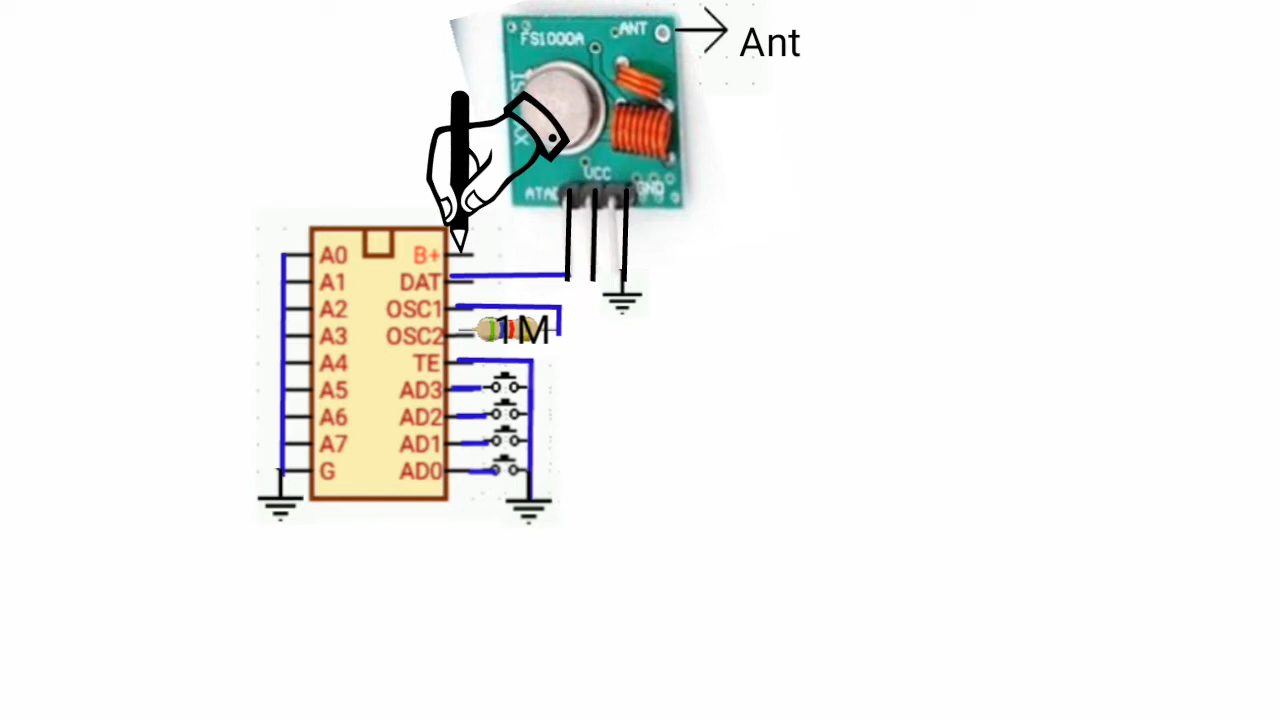 ANT
Ant
FS1000A
VCC
GND
A0 B+
A1 DAT
A2 OSC1
1M
A3 OSC2
A4 TE
A5 AD3
A6 AD2
A7 AD1
G AD0